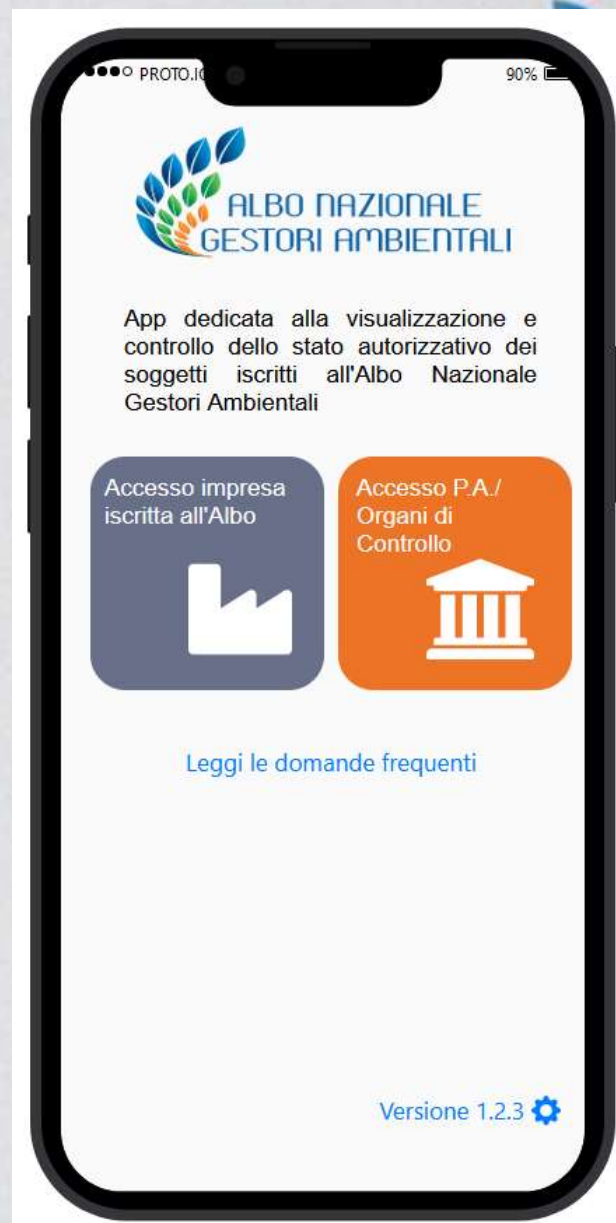 PROTO.IO 90%
ALBO NAZIONALE
GESTORI AMBIENTALI
App dedicata alla visualizzazione e
controllo dello stato autorizzativo dei
soggetti iscritti all'Albo Nazionale
Gestori Ambientali
Accesso impresa
iscritta all'Albo
Accesso P.A./
Organi di
Controllo
Leggi le domande frequenti
Versione 1.2.3